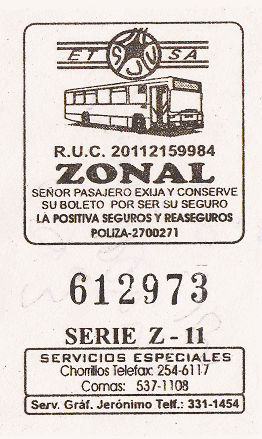 ET SA
R.U.C. 20112159984
ZONAL
SEÑOR PASAJERO EXIJA Y CONSERVE
SU BOLETO POR SER SU SEGURO
LA POSITIVA SEGUROS Y REASEGUROS
POLIZA-2700271
612973
SERIE Z - 11
SERVICIOS ESPECIALES
Chorrillos Telefax: 254-6117
Comas: 537-1108
Serv. Gráf. Jerónimo Telf.: 331-1454